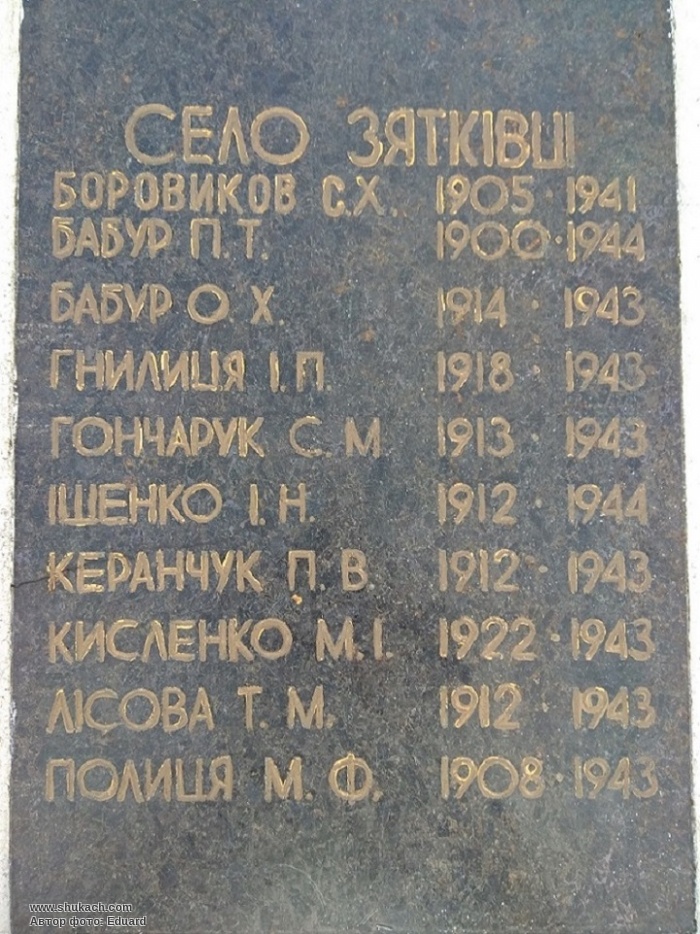 СЕЛО ЗЯТКІВЦІ
БОРОВИКОВ С.Х. 1905 · 1941
БАБУР П.Т. 1900 · 1944
БАБУР О.Х. 1914 · 1943
ГНИЛИЦЯ І.П. 1918 · 1943
ГОНЧАРУК С.М 1913 · 1943
ІЩЕНКО І.Н. 1912 · 1944
КЕРАНЧУК П.В. 1912 · 1943
КИСЛЕНКО М.І. 1922 · 1943
ЛІСОВА Т.М. 1912 · 1943
ПОЛИЦЯ М.Ф. 1908 · 1943
www.shukach.com
Автор фото: Eduard